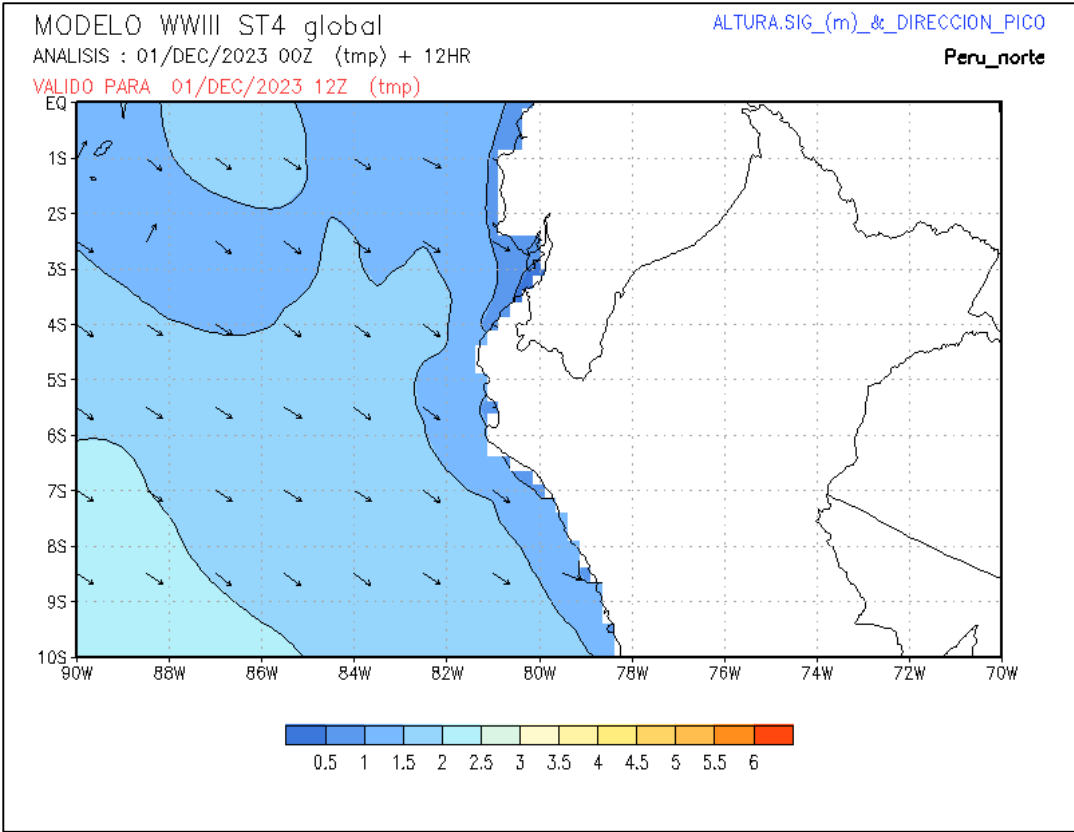 MODELO WWIII ST4 global
ALTURA.SIG_(m)_&_DIRECCION_PICO
ANALISIS : 01/DEC/2023 00Z (tmp) + 12HR
Peru_norte
VALIDO PARA 01/DEC/2023 12Z (tmp)
EQ
1S
2S
3S
4S
5S
6S
7S
8S
9S
10S
90W 88W 86W 84W 82W 80W 78W 76W 74W 72W 70W
0.5 1 1.5 2 2.5 3 3.5 4 4.5 5 5.5 6